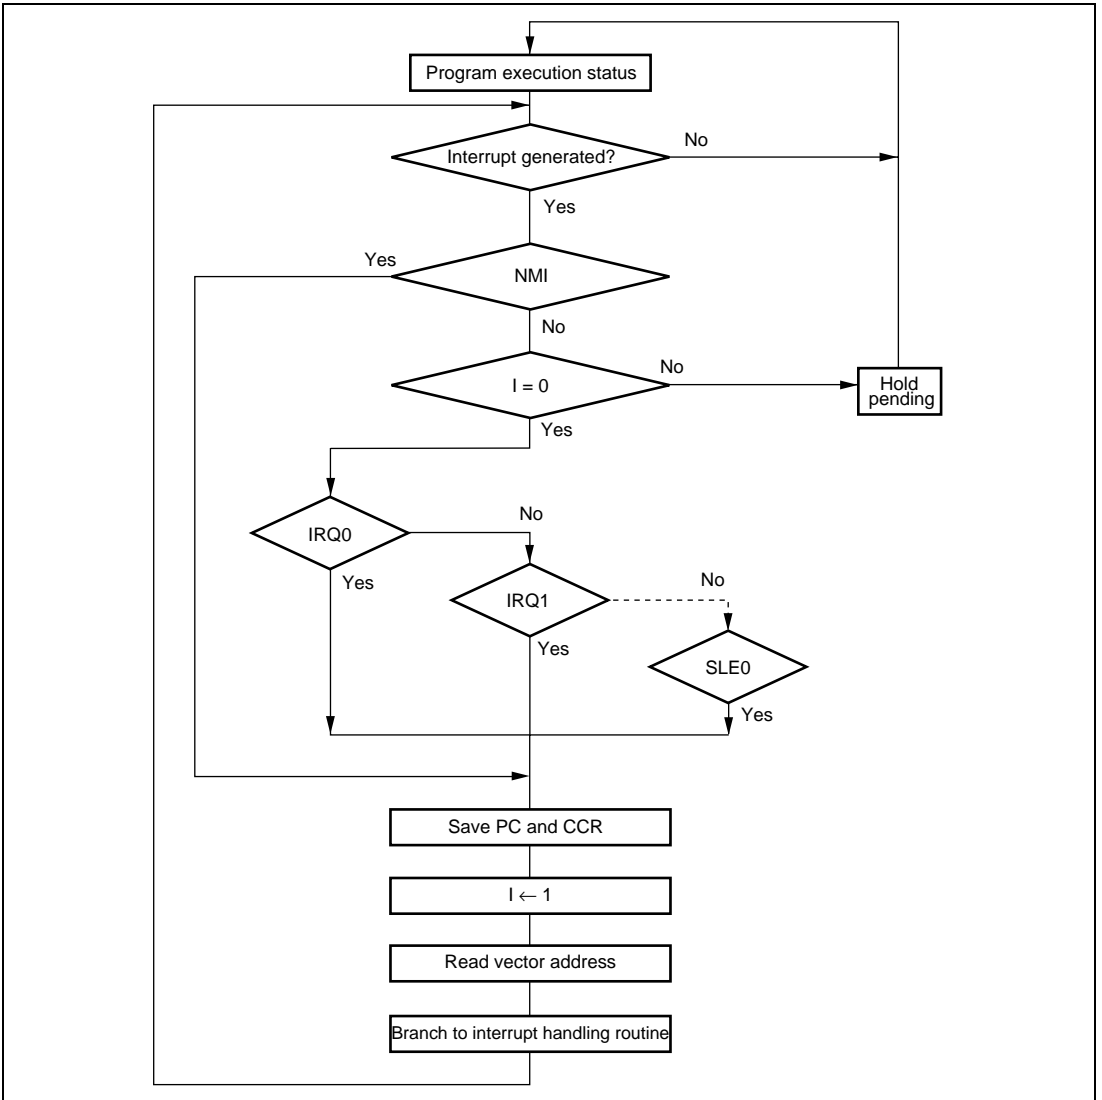 Program execution status
Interrupt generated?
No
Yes
Yes
NMI
No
I = 0
No
Hold
pending
Yes
IRQ0
No
Yes
IRQ1
No
Yes
SLE0
Yes
Save PC and CCR
I ← 1
Read vector address
Branch to interrupt handling routine